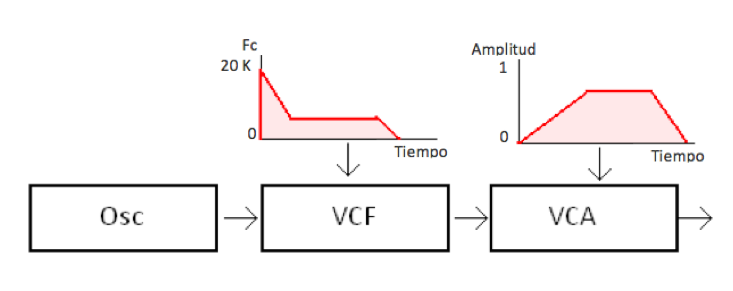 Fc
20 K
0
Tiempo
Amplitud
1
0
Tiempo
Osc
VCF
VCA